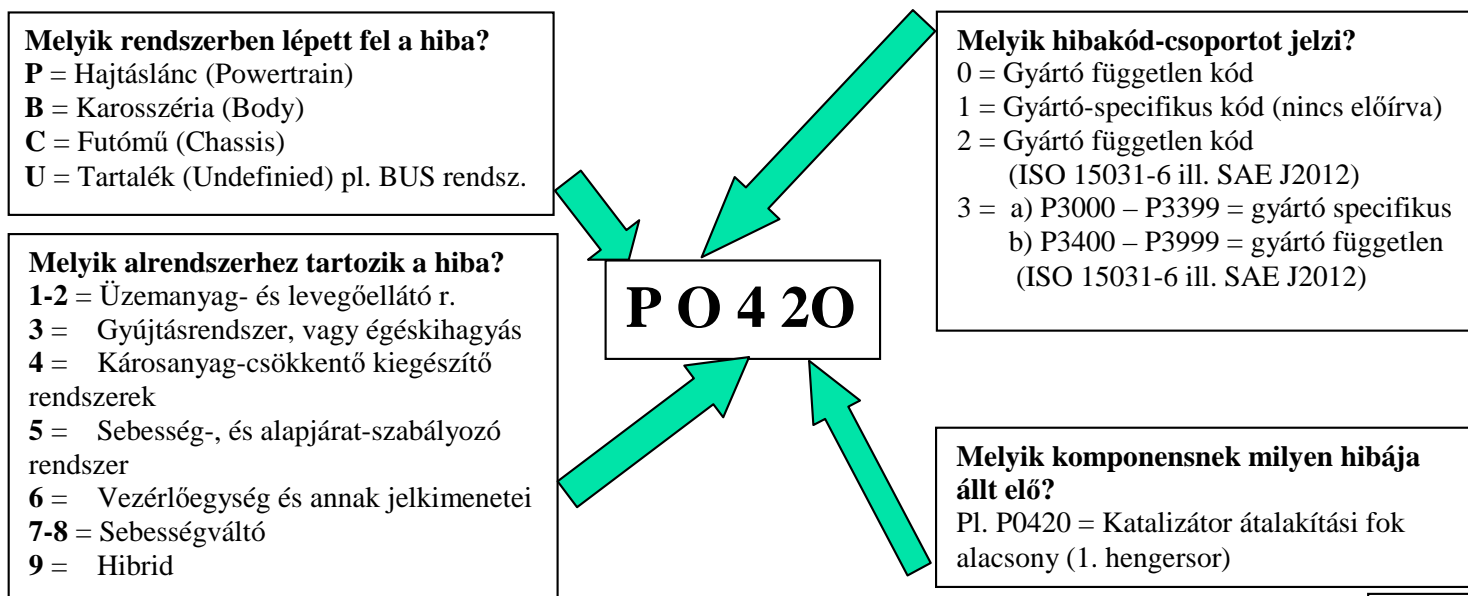 Melyik rendszerben lépett fel a hiba?
P = Hajtáslánc (Powertrain)
B = Karosszéria (Body)
C = Futómű (Chassis)
U = Tartalék (Undefinied) pl. BUS rendsz.
Melyik hibakód-csoportot jelzi?
0 = Gyártó független kód
1 = Gyártó-specifikus kód (nincs előírva)
2 = Gyártó független kód
(ISO 15031-6 ill. SAE J2012)
3 = a) P3000 – P3399 = gyártó specifikus
b) P3400 – P3999 = gyártó független
(ISO 15031-6 ill. SAE J2012)
Melyik alrendszerhez tartozik a hiba?
1-2 = Üzemanyag- és levegőellátó r.
3 = Gyújtásrendszer, vagy égéskihagyás
4 = Károsanyag-csökkentő kiegészítő
rendszerek
5 = Sebesség-, és alapjárat-szabályozó
rendszer
6 = Vezérlőegység és annak jelkimenetei
7-8 = Sebességváltó
9 = Hibrid
P O 4 2O
Melyik komponensnek milyen hibája
állt elő?
Pl. P0420 = Katalizátor átalakítási fok
alacsony (1. hengersor)